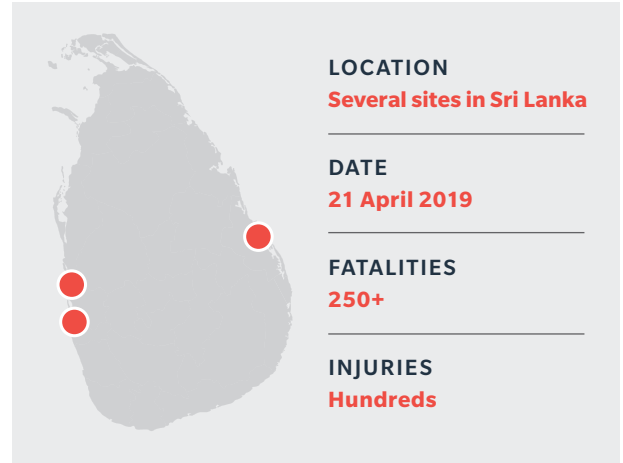 LOCATION
Several sites in Sri Lanka
DATE
21 April 2019
FATALITIES
250+
INJURIES
Hundreds